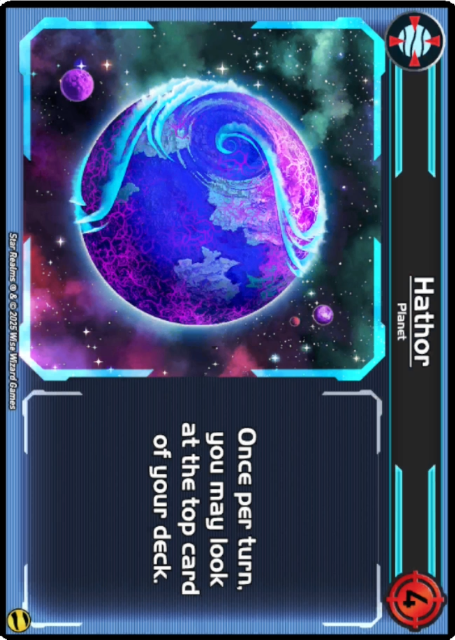 Hathor
Planet
4
Once per turn,
you may look
at the top card
of your deck.
Star Realms ® & © 2025 Wise Wizard Games